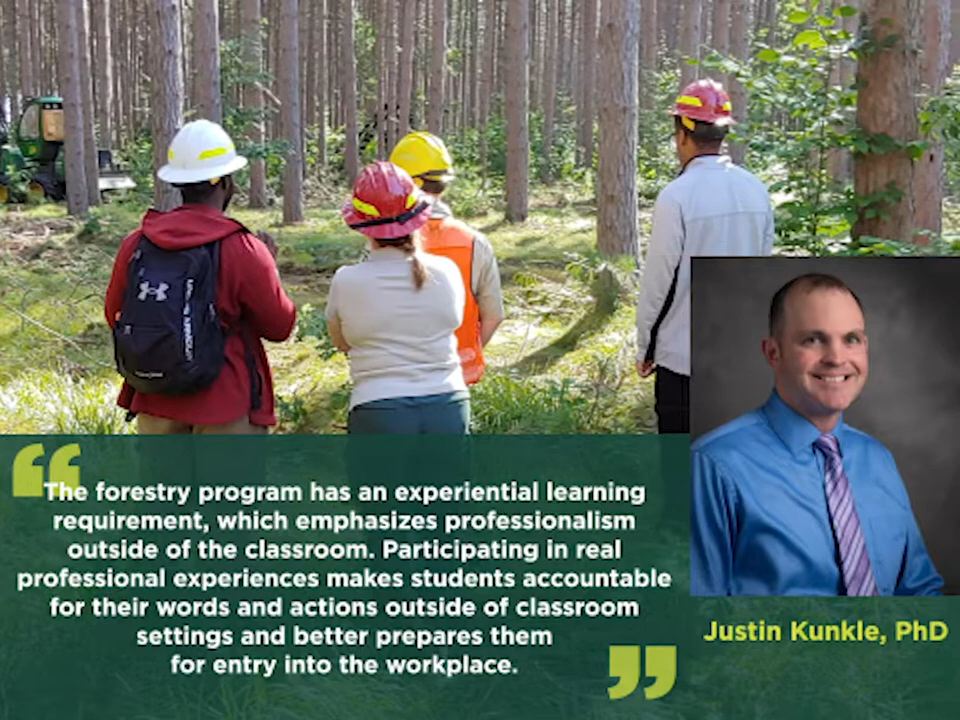 The forestry program has an experiential learning
requirement, which emphasizes professionalism
outside of the classroom. Participating in real
professional experiences makes students accountable
for their words and actions outside of classroom
settings and better prepares them
for entry into the workplace.
Justin Kunkle, PhD